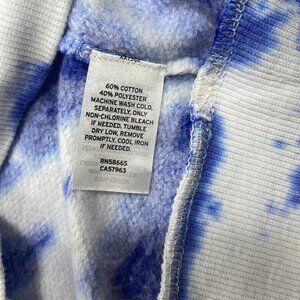 60% COTTON
40% POLYESTER
MACHINE WASH COLD,
SEPARATELY, ONLY
NON-CHLORINE BLEACH
IF NEEDED, TUMBLE
DRY LOW, REMOVE
PROMPTLY, COOL IRON
IF NEEDED.
RN58665
CA57963